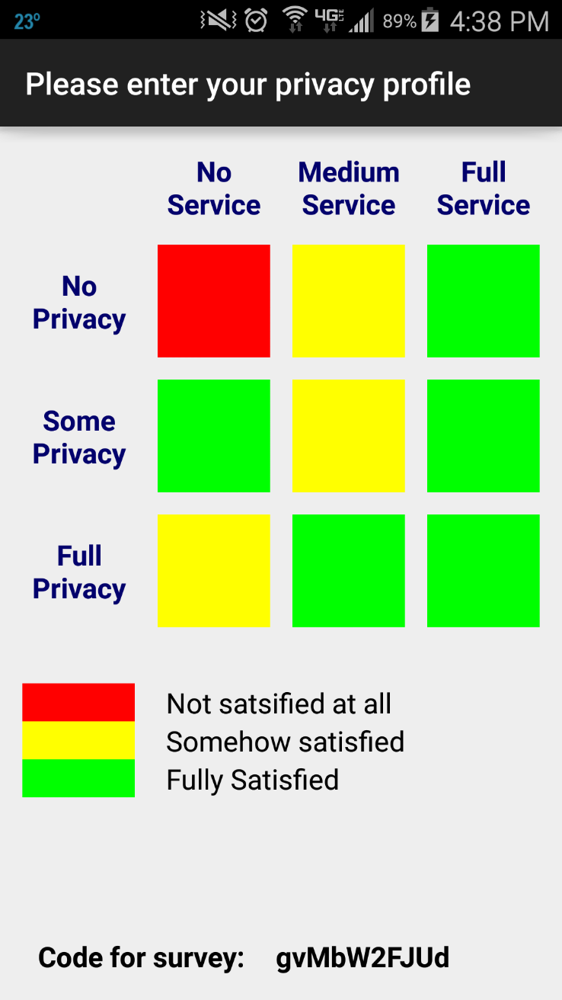 23°
4G LTE
89%
4:38 PM
Please enter your privacy profile
No
Service
Medium
Service
Full
Service
No
Privacy
Some
Privacy
Full
Privacy
Not satsified at all
Somehow satisfied
Fully Satisfied
Code for survey: gvMbW2FJUd